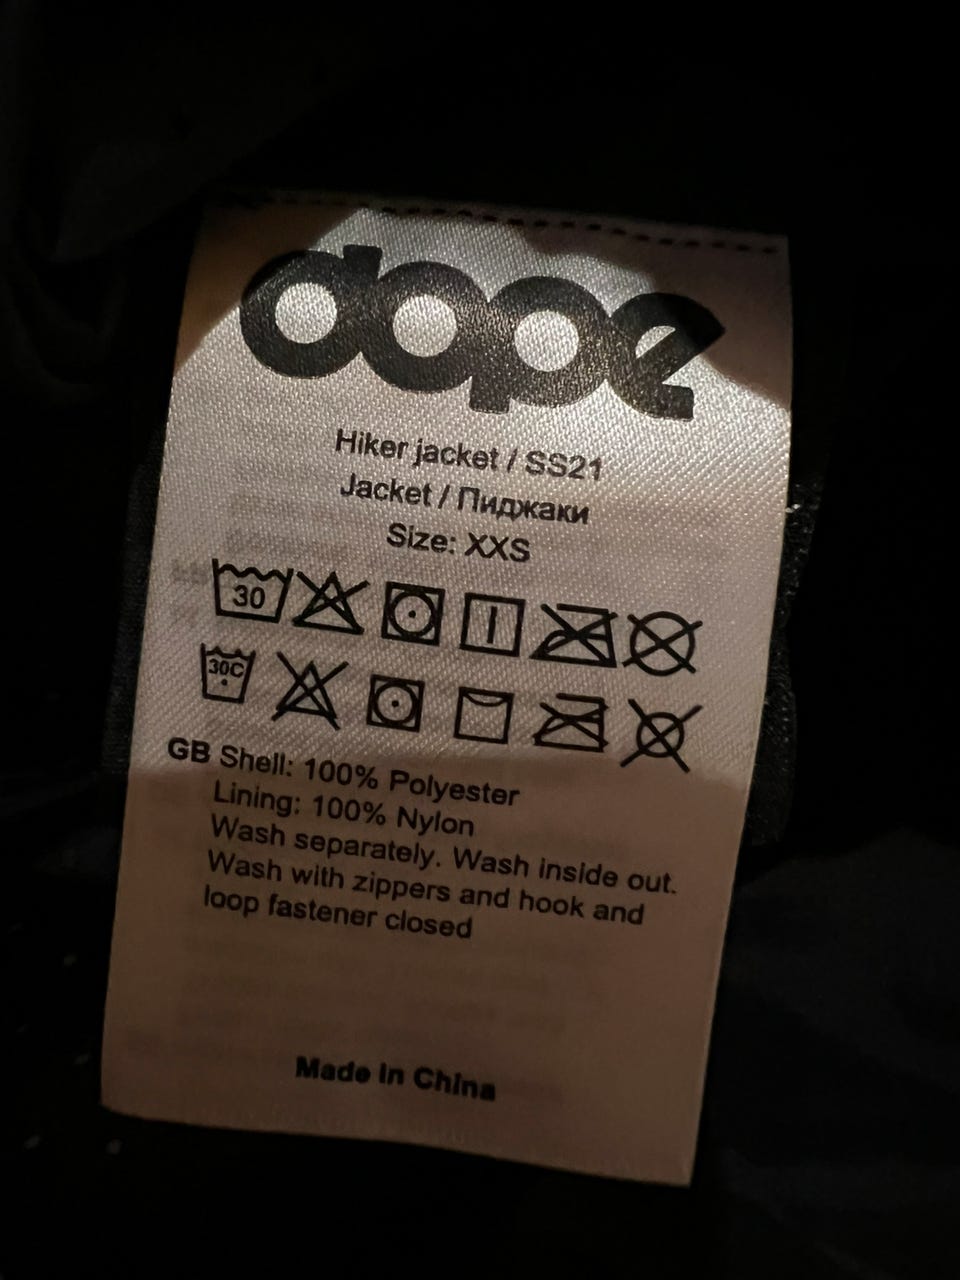 dope
Hiker jacket / SS21
Jacket / Пиджаки
Size: XXS
30
30C
GB Shell: 100% Polyester
Lining: 100% Nylon
Wash separately. Wash inside out.
Wash with zippers and hook and
loop fastener closed
Made In China